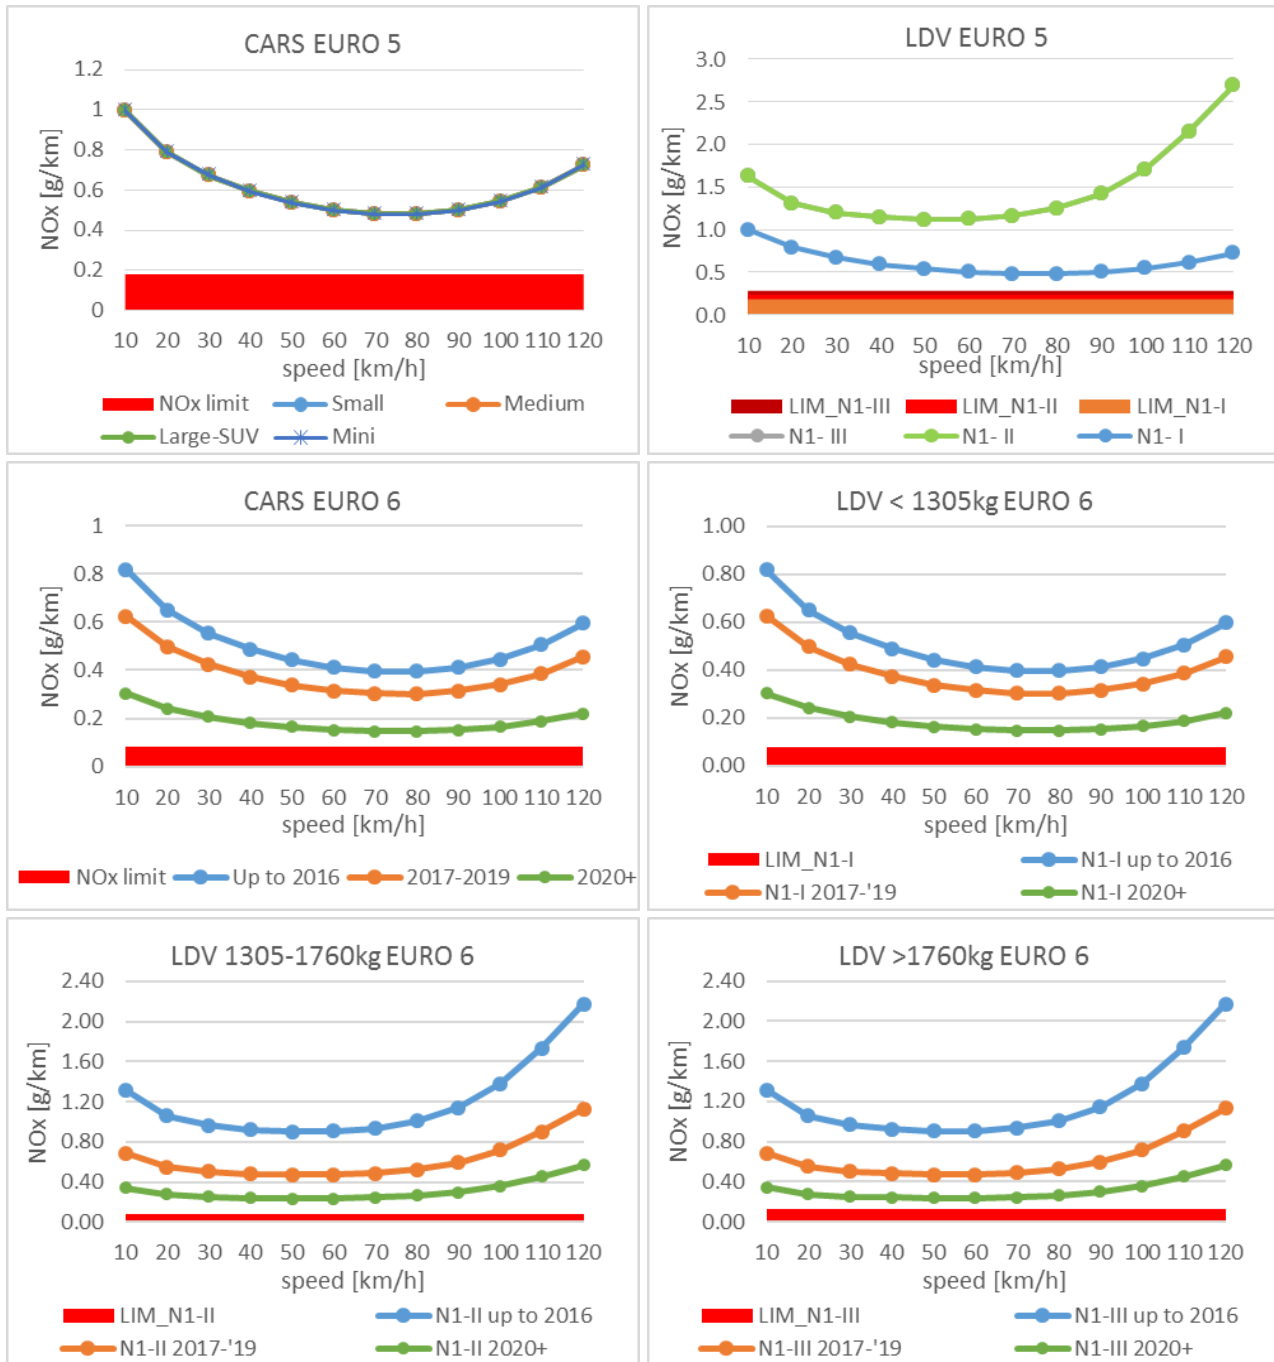 CARS EURO 5
1.2
1
0.8
0.6
0.4
0.2
0
NOx [g/km]
10 20 30 40 50 60 70 80 90 100 110 120
speed [km/h]
NOx limit Small Medium
Large-SUV Mini
LDV EURO 5
3.0
2.5
2.0
1.5
1.0
0.5
0.0
NOx [g/km]
10 20 30 40 50 60 70 80 90 100 110 120
speed [km/h]
LIM_N1-III LIM_N1-II LIM_N1-I
N1- III N1- II N1- I
CARS EURO 6
1
0.8
0.6
0.4
0.2
0
NOx [g/km]
10 20 30 40 50 60 70 80 90 100 110 120
speed [km/h]
NOx limit Up to 2016 2017-2019 2020+
LDV < 1305kg EURO 6
1.00
0.80
0.60
0.40
0.20
0.00
NOx [g/km]
10 20 30 40 50 60 70 80 90 100 110 120
speed [km/h]
LIM_N1-I N1-I up to 2016
N1-I 2017-'19 N1-I 2020+
LDV 1305-1760kg EURO 6
2.40
2.00
1.60
1.20
0.80
0.40
0.00
NOx [g/km]
10 20 30 40 50 60 70 80 90 100 110 120
speed [km/h]
LIM_N1-II N1-II up to 2016
N1-II 2017-'19 N1-II 2020+
LDV >1760kg EURO 6
2.40
2.00
1.60
1.20
0.80
0.40
0.00
NOx [g/km]
10 20 30 40 50 60 70 80 90 100 110 120
speed [km/h]
LIM_N1-III N1-III up to 2016
N1-III 2017-'19 N1-III 2020+